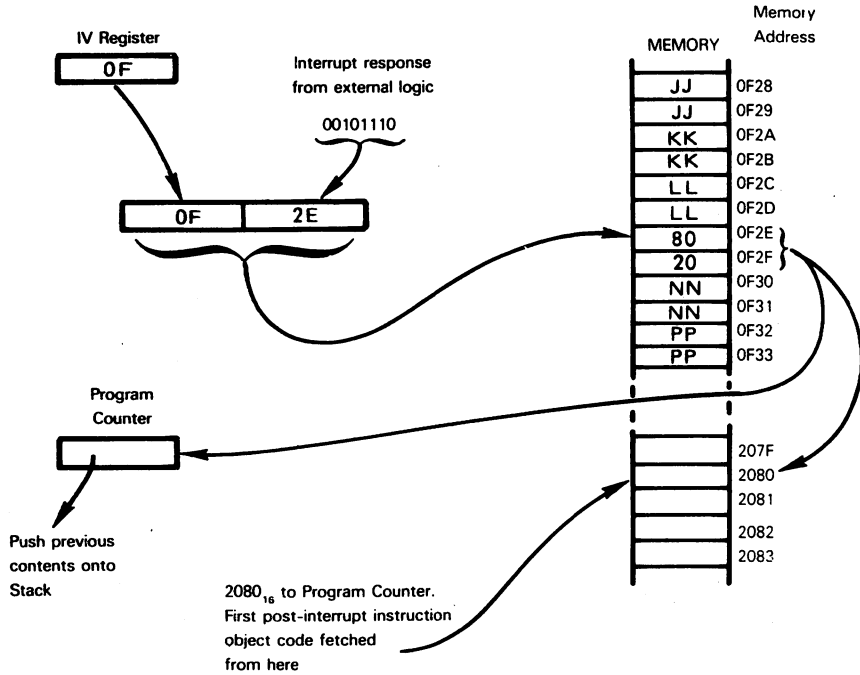 IV Register
0F
Interrupt response
from external logic
00101110
0F 2E
Memory
Address
MEMORY
JJ 0F28
JJ 0F29
KK 0F2A
KK 0F2B
LL 0F2C
LL 0F2D
80 0F2E
20 0F2F
NN 0F30
NN 0F31
PP 0F32
PP 0F33
Program
Counter
Push previous
contents onto
Stack
207F
2080
2081
2082
2083
2080₁₆ to Program Counter.
First post-interrupt instruction
object code fetched
from here